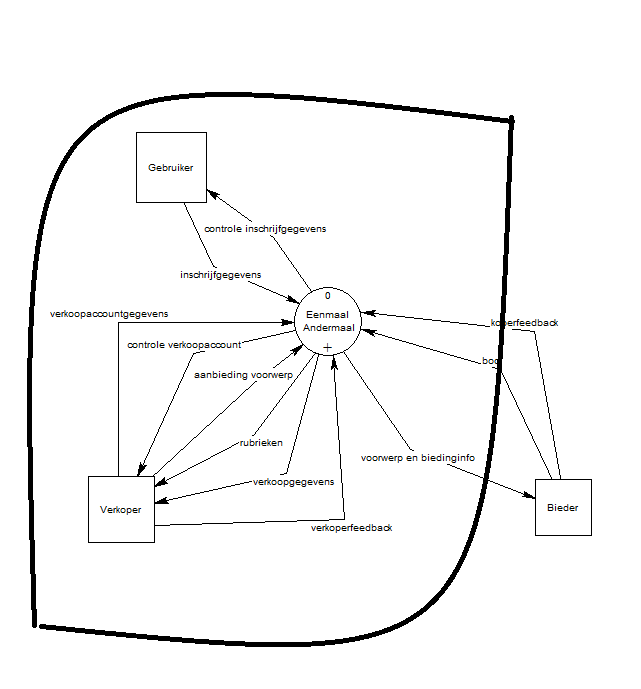 Gebruiker
controle inschrijfgegevens
inschrijfgegevens
0
Eenmaal
Andermaal
+
verkoopaccountgegevens
koperfeedback
controle verkoopaccount
bod
aanbieding voorwerp
rubrieken
voorwerp en biedinginfo
verkoopgegevens
Verkoper
Bieder
verkoperfeedback